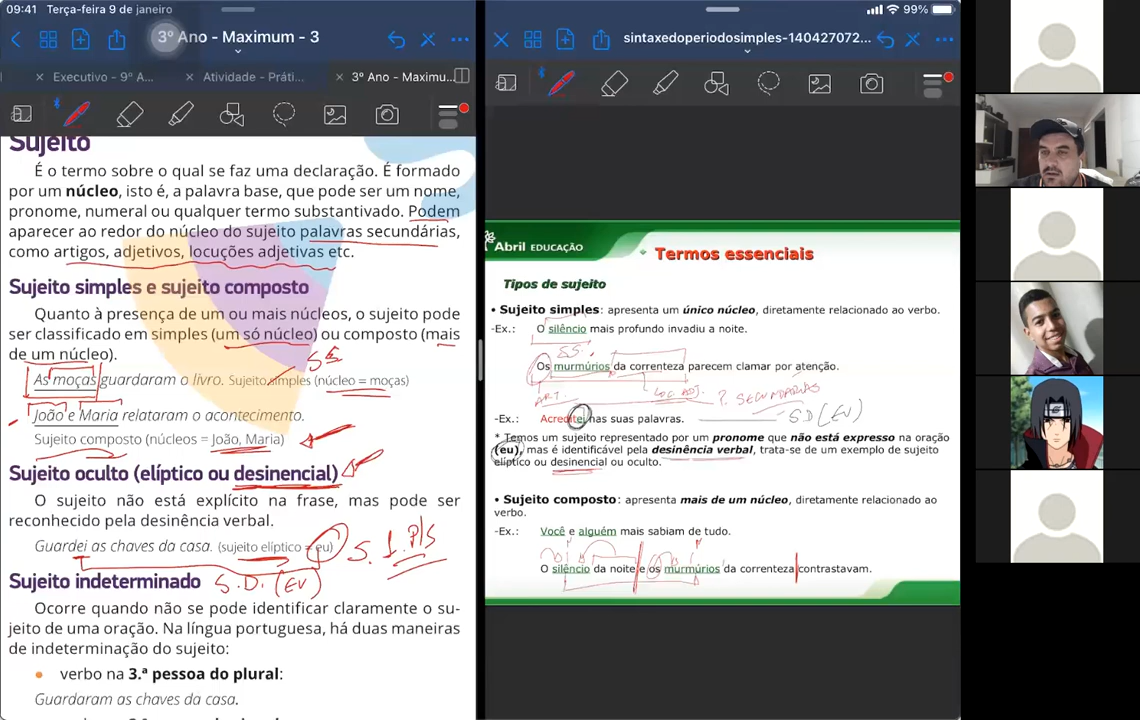 09:41 Terça-feira 9 de janeiro
3º Ano - Maximum - 3
Executivo - 9º A...
Atividade - Práti...
3º Ano - Maximu...
Sujeito
É o termo sobre o qual se faz uma declaração. É formado
por um núcleo, isto é, a palavra base, que pode ser um nome,
pronome, numeral ou qualquer termo substantivado. Podem
aparecer ao redor do núcleo do sujeito palavras secundárias,
como artigos, adjetivos, locuções adjetivas etc.
Sujeito simples e sujeito composto
Quanto à presença de um ou mais núcleos, o sujeito pode
ser classificado em simples (um só núcleo) ou composto (mais
de um núcleo).
As moças guardaram o livro. Sujeito simples (núcleo = moças)
João e Maria relataram o acontecimento.
Sujeito composto (núcleos = João, Maria)
Sujeito oculto (elíptico ou desinencial)
O sujeito não está explícito na frase, mas pode ser
reconhecido pela desinência verbal.
Guardei as chaves da casa. (sujeito elíptico = eu)
S. 1. P/S
Sujeito indeterminado S.D. (EU)
Ocorre quando não se pode identificar claramente o su-
jeito de uma oração. Na língua portuguesa, há duas maneiras
de indeterminação do sujeito:
verbo na 3.ª pessoa do plural:
Guardaram as chaves da casa.
99%
sintaxedoperiodosimples-140427072...
Abril EDUCAÇÃO
Termos essenciais
Tipos de sujeito
• Sujeito simples: apresenta um único núcleo, diretamente relacionado ao verbo.
-Ex.: O silêncio mais profundo invadiu a noite.
SS.
Os murmúrios da correnteza parecem clamar por atenção.
ART. LOC. ADJ. P. SECUNDÁRIAS
-Ex.: Acreditei nas suas palavras. SD (EU)
* Temos um sujeito representado por um pronome que não está expresso na oração
(eu), mas é identificável pela desinência verbal, trata-se de um exemplo de sujeito
elíptico ou desinencial ou oculto.
• Sujeito composto: apresenta mais de um núcleo, diretamente relacionado ao
verbo.
-Ex.: Você e alguém mais sabiam de tudo.
O silêncio da noite e os murmúrios da correnteza contrastavam.